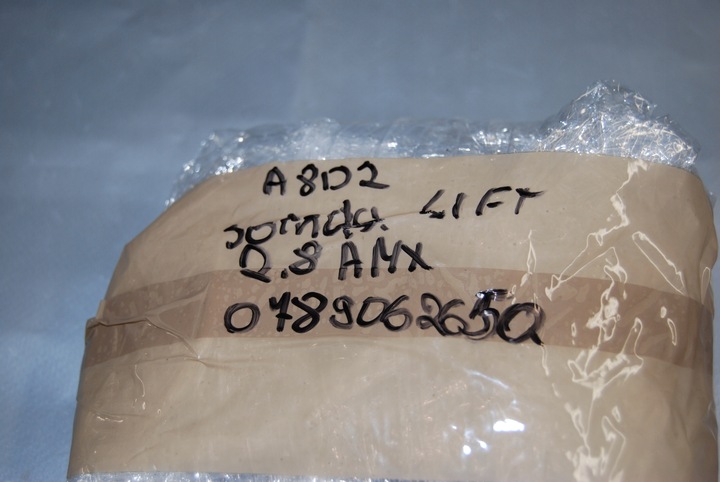 A8D2
sonda LIFT
2.8 AMX
078906265Q